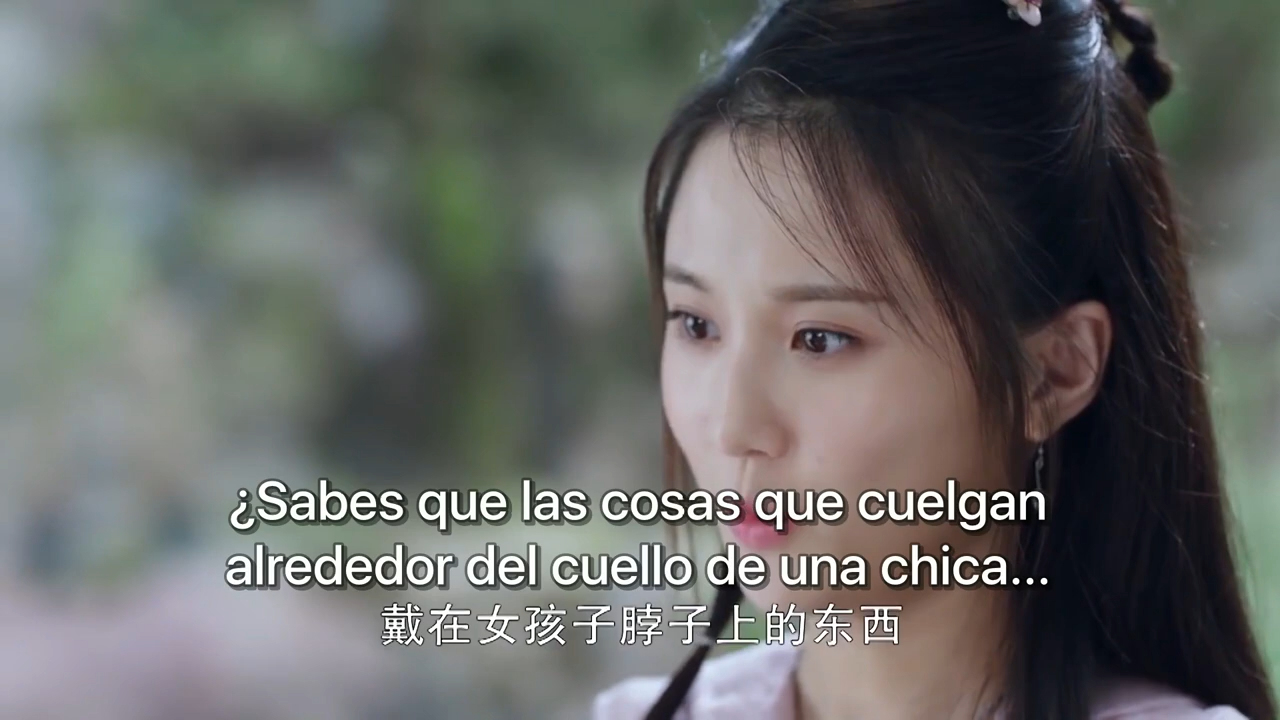 ¿Sabes que las cosas que cuelgan
alrededor del cuello de una chica...
戴在女孩子脖子上的东西